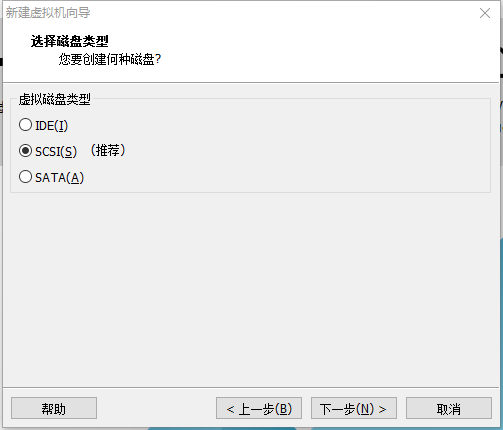 新建虚拟机向导
选择磁盘类型
您要创建何种磁盘?
虚拟磁盘类型
IDE(I)
SCSI(S) （推荐）
SATA(A)
帮助 < 上一步(B) 下一步(N) > 取消